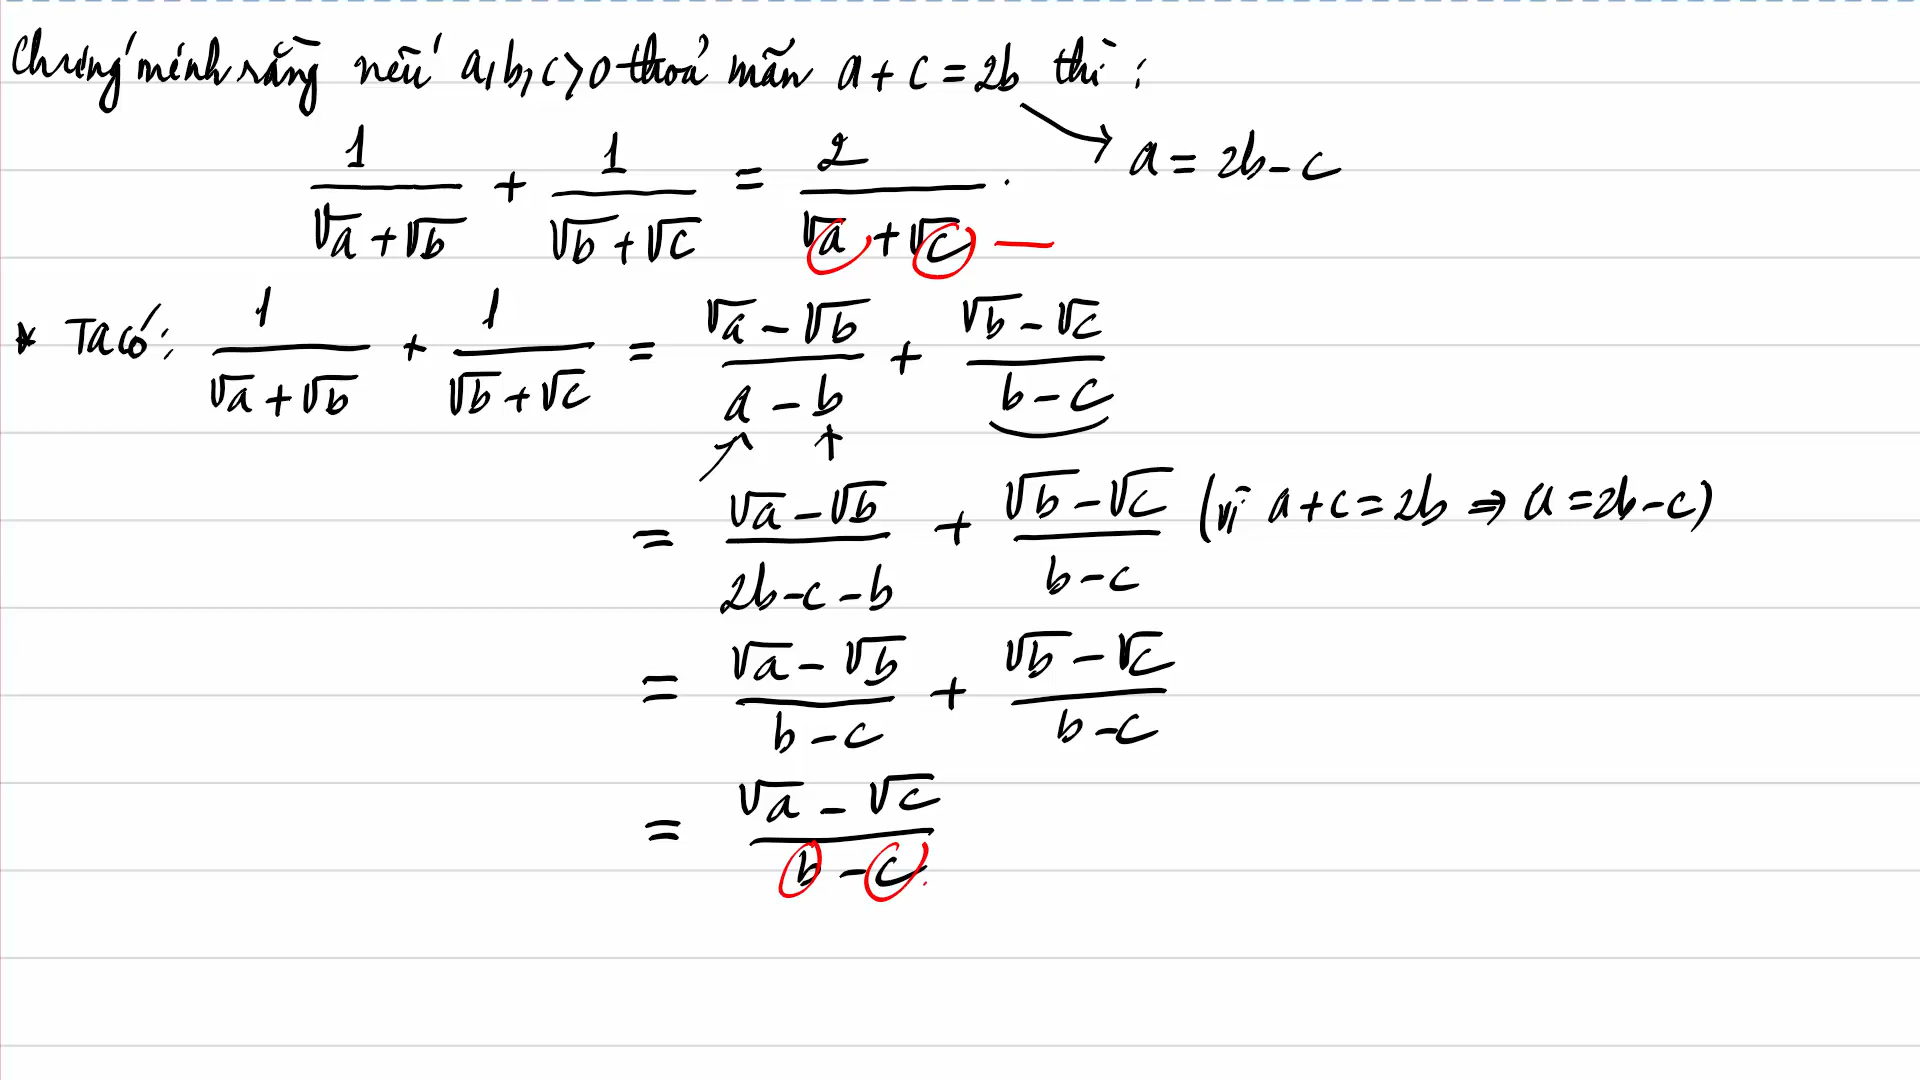 Chứng minh rằng nếu a, b, c > 0 thoả mãn a + c = 2b thì :
1/(√a + √b) + 1/(√b + √c) = 2/(√a + √c) . a = 2b - c
* Ta có: 1/(√a + √b) + 1/(√b + √c) = (√a - √b)/(a - b) + (√b - √c)/(b - c)
= (√a - √b)/(2b - c - b) + (√b - √c)/(b - c) (vì a + c = 2b ⇒ a = 2b - c)
= (√a - √b)/(b - c) + (√b - √c)/(b - c)
= (√a - √c)/(b - c)